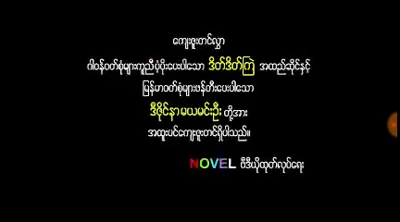 ကျေးဇူးတင်လွှာ
ဂါဝန်ဝတ်စုံများကူညီပံ့ပိုးပေးပါသော ဒိတ်ဒိတ်ကြဲ အထည်ဆိုင်နှင့်
မြန်မာဝတ်စုံများဖန်တီးပေးပါသော
ဒီဇိုင်နာမယမင်းဦး တို့အား
အထူးပင်ကျေးဇူးတင်ရှိပါသည်။
NOVEL ဗီဒီယိုထုတ်လုပ်ရေး